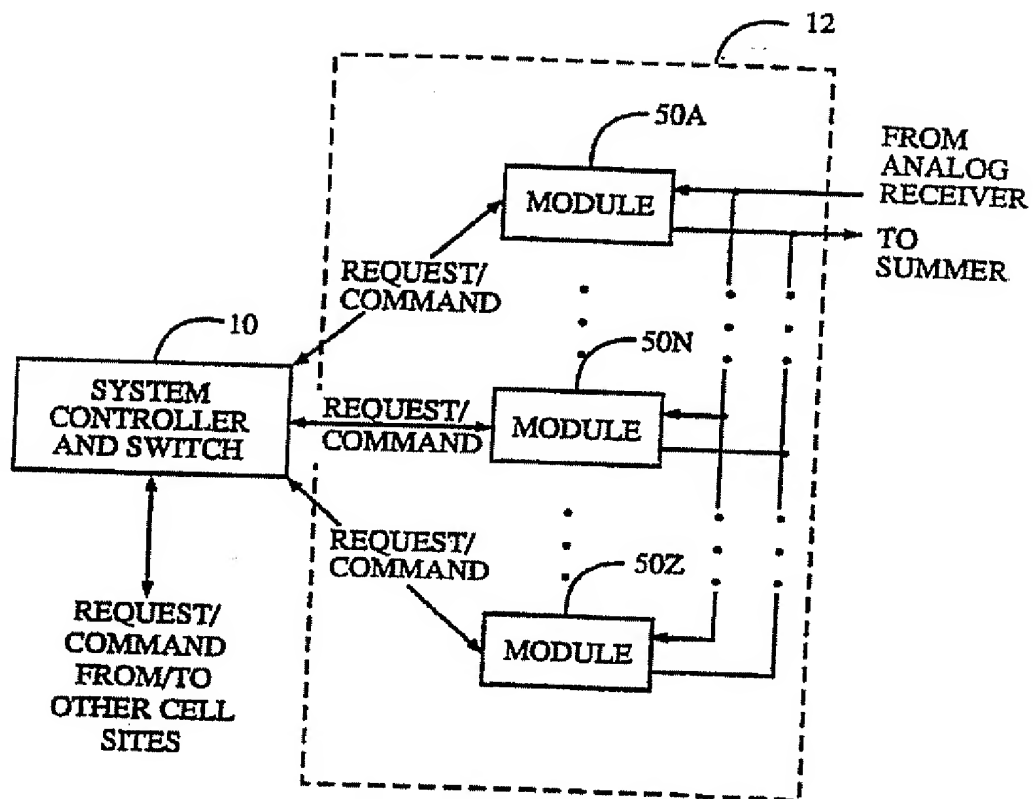 12
50A
FROM
ANALOG
RECEIVER
MODULE
TO
SUMMER
REQUEST/
COMMAND
10
50N
SYSTEM
CONTROLLER
AND SWITCH
REQUEST/
COMMAND
MODULE
REQUEST/
COMMAND
50Z
MODULE
REQUEST/
COMMAND
FROM/TO
OTHER CELL
SITES